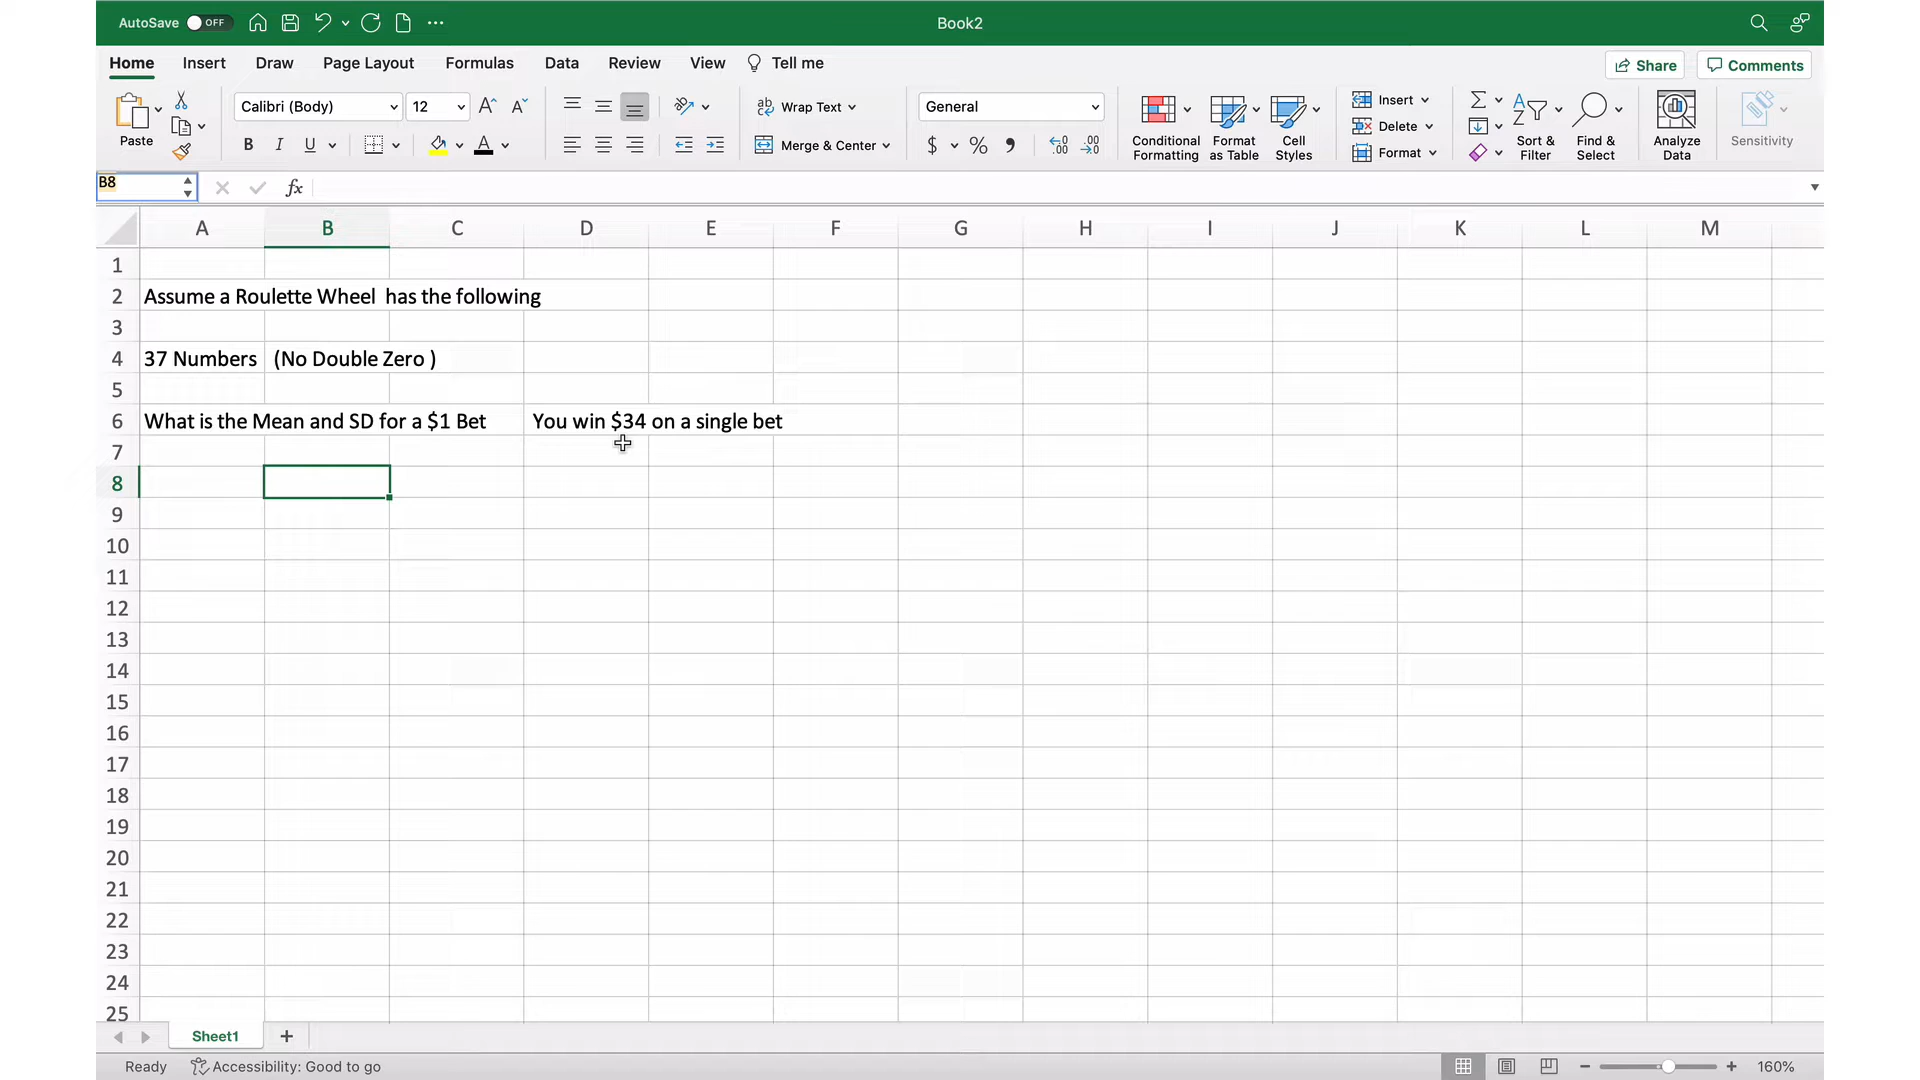 AutoSave OFF Book2
Home Insert Draw Page Layout Formulas Data Review View Tell me Share Comments
Paste Calibri (Body) 12 A A Wrap Text General Insert
B I U A Merge & Center $ % Conditional Formatting Format as Table Cell Styles Delete Format Sort & Filter Find & Select Analyze Data Sensitivity
B8 fx
A B C D E F G H I J K L M
1
2 Assume a Roulette Wheel has the following
3
4 37 Numbers (No Double Zero )
5
6 What is the Mean and SD for a $1 Bet You win $34 on a single bet
7
8
9
10
11
12
13
14
15
16
17
18
19
20
21
22
23
24
25
Sheet1 +
Ready Accessibility: Good to go 160%